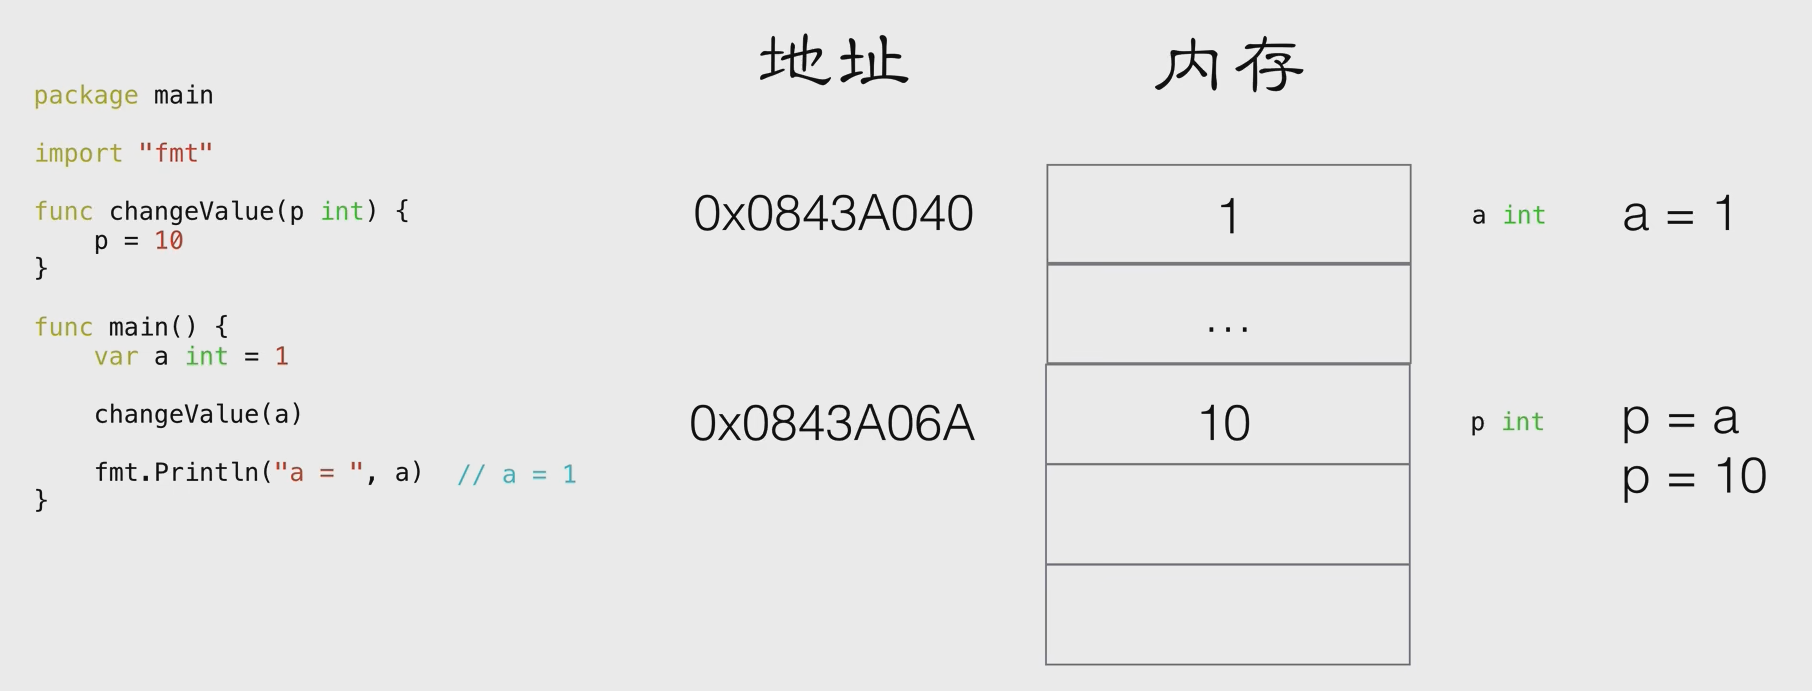 package main
import "fmt"
func changeValue(p int) {
    p = 10
}
func main() {
    var a int = 1
    changeValue(a)
    fmt.Println("a = ", a)  // a = 1
}
地址
内存
0x0843A040
1
a int
a = 1
...
0x0843A06A
10
p int
p = a
p = 10